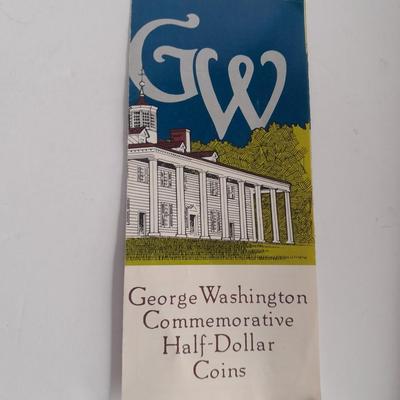 GW
George Washington
Commemorative
Half-Dollar
Coins